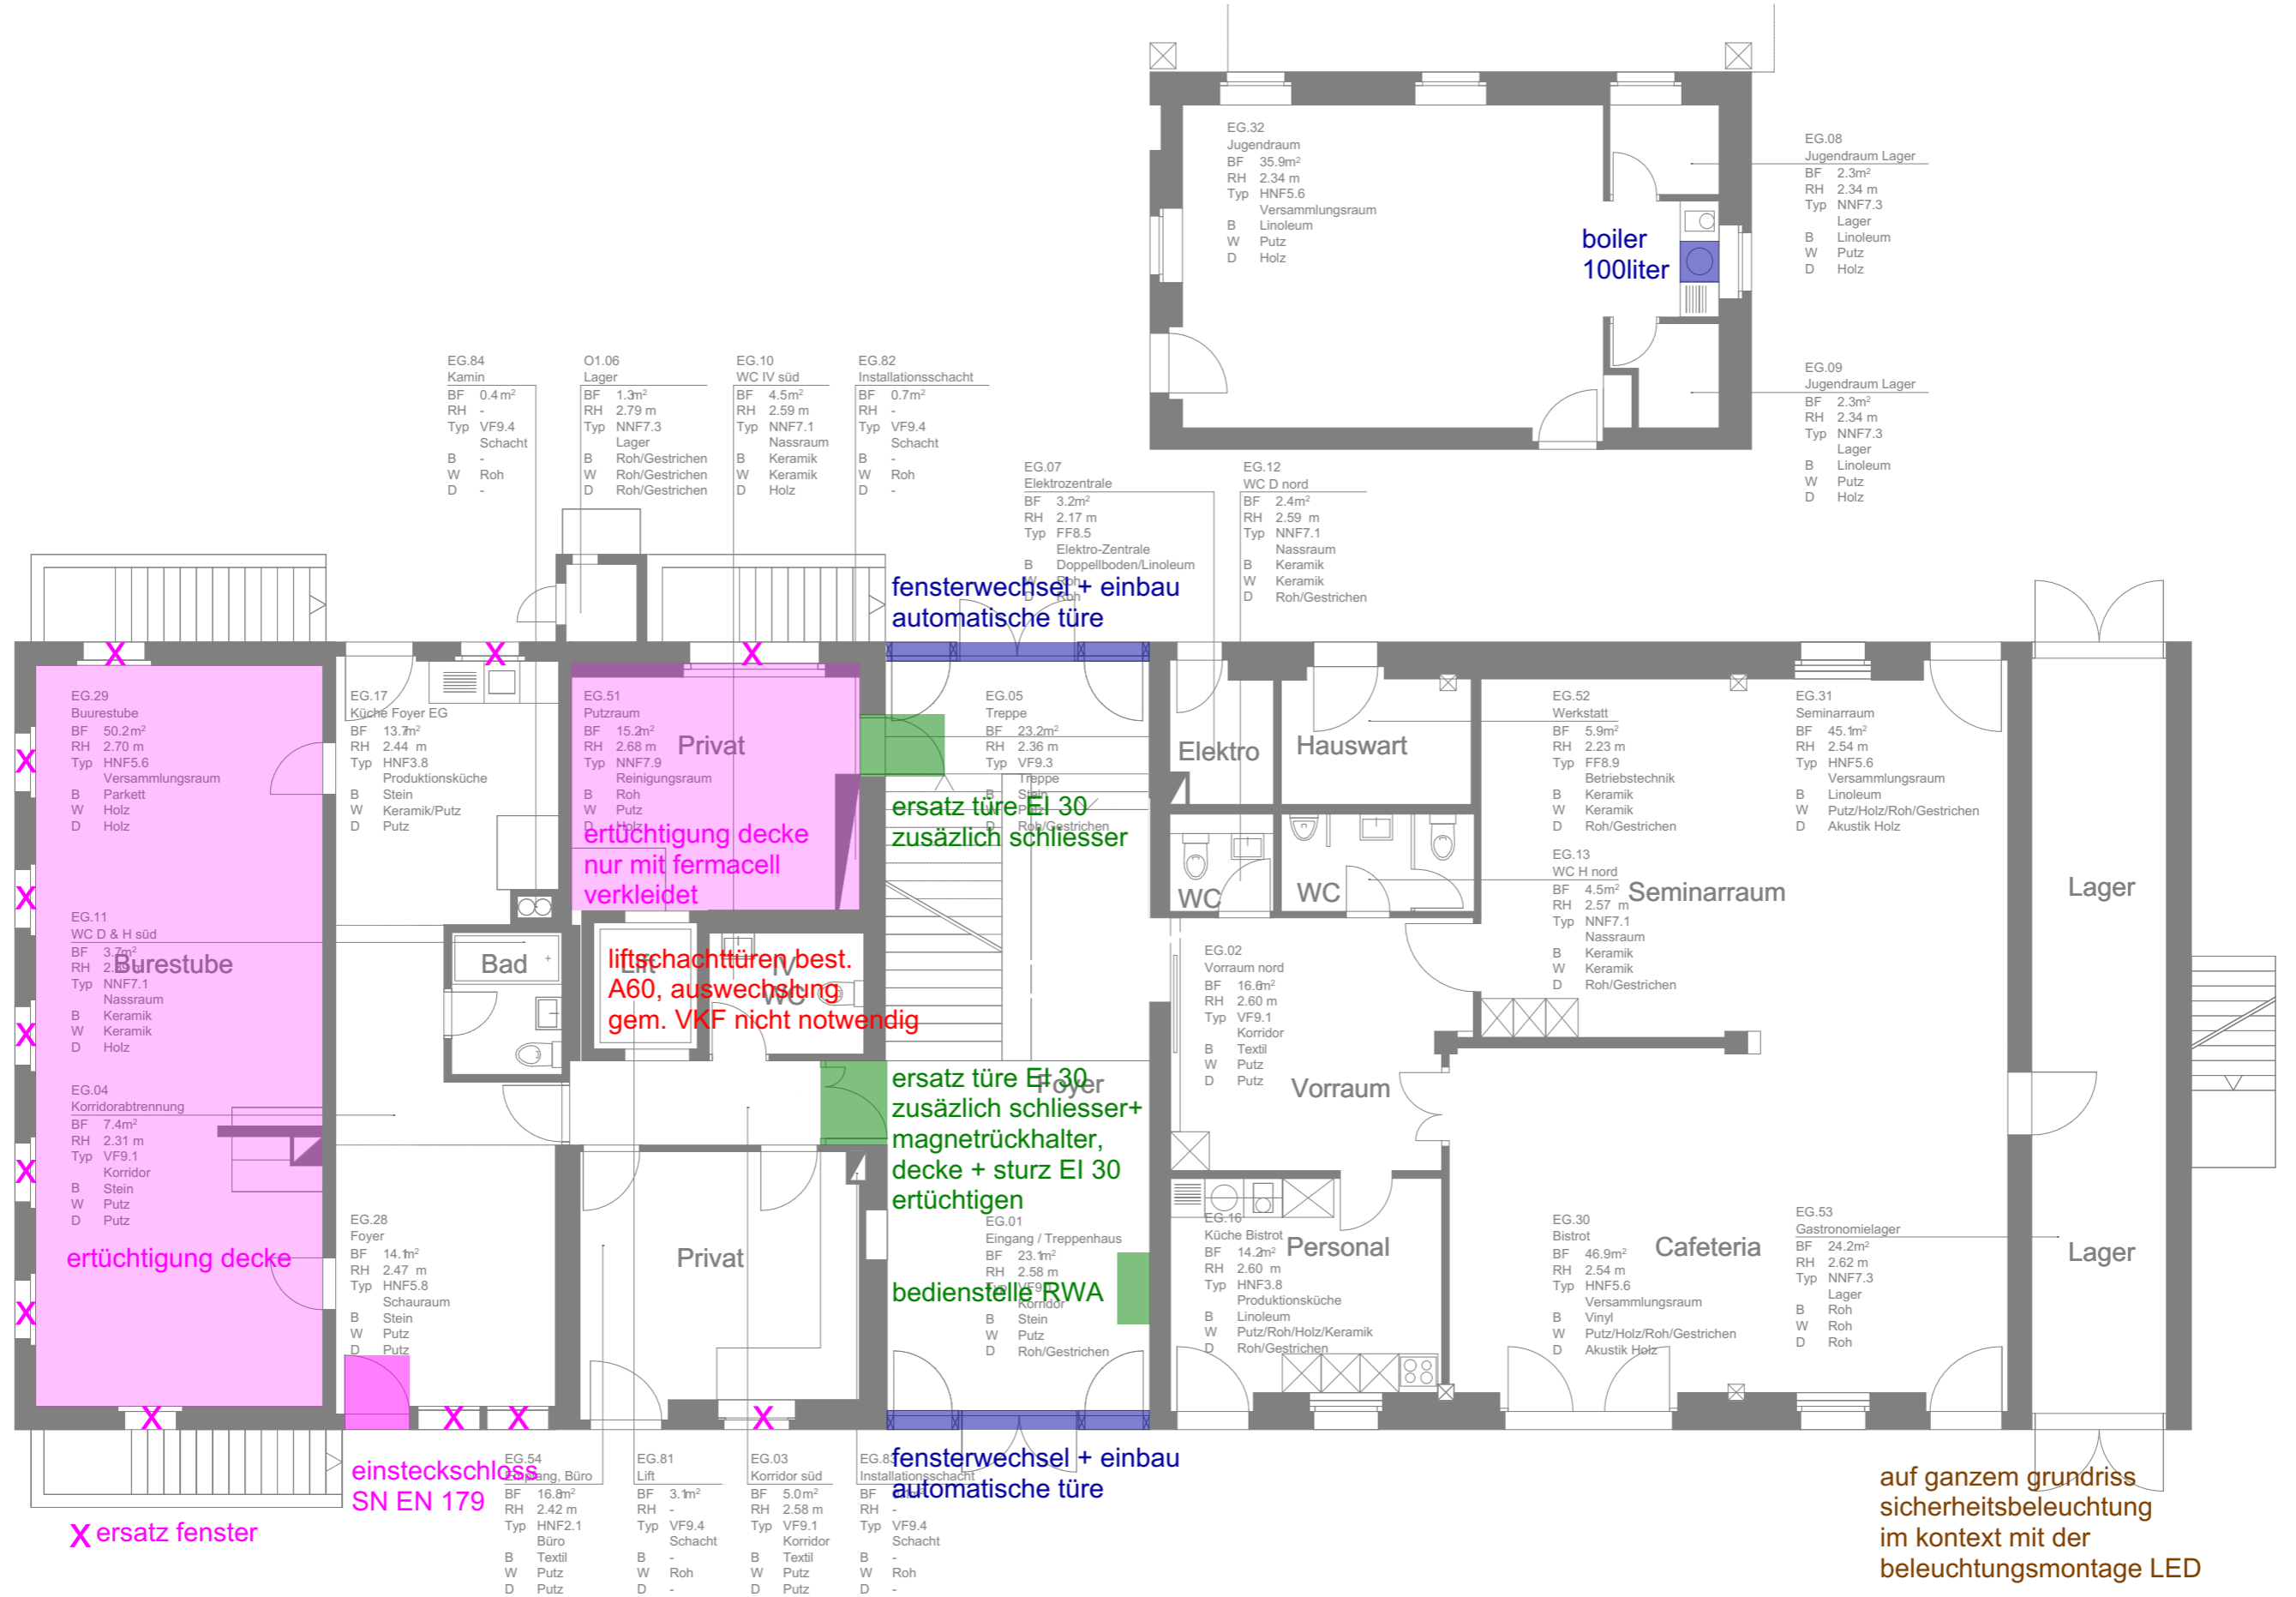 EG.32
Jugendraum
BF 35.9m²
RH 2.34 m
Typ HNF5.6
Versammlungsraum
B Linoleum
W Putz
D Holz
boiler
100liter
EG.08
Jugendraum Lager
BF 2.3m²
RH 2.34 m
Typ NNF7.3
Lager
B Linoleum
W Putz
D Holz
EG.09
Jugendraum Lager
BF 2.3m²
RH 2.34 m
Typ NNF7.3
Lager
B Linoleum
W Putz
D Holz
EG.84
Kamin
BF 0.4m²
RH -
Typ VF9.4
Schacht
B -
W Roh
D -
O1.06
Lager
BF 1.3m²
RH 2.79 m
Typ NNF7.3
Lager
B Roh/Gestrichen
W Roh/Gestrichen
D Roh/Gestrichen
EG.10
WC IV süd
BF 4.5m²
RH 2.59 m
Typ NNF7.1
Nassraum
B Keramik
W Keramik
D Holz
EG.82
Installationsschacht
BF 0.7m²
RH -
Typ VF9.4
Schacht
B -
W Roh
D -
EG.07
Elektrozentrale
BF 3.2m²
RH 2.17 m
Typ FF8.5
Elektro-Zentrale
B Doppelboden/Linoleum
W Roh
D Roh
EG.12
WC D nord
BF 2.4m²
RH 2.59 m
Typ NNF7.1
Nassraum
B Keramik
W Keramik
D Roh/Gestrichen
fensterwechsel + einbau
automatische türe
X
X
X
EG.29
Buurestube
BF 50.2m²
RH 2.70 m
Typ HNF5.6
Versammlungsraum
B Parkett
W Holz
D Holz
X
X
X
X
X
EG.17
Küche Foyer EG
BF 13.7m²
RH 2.44 m
Typ HNF3.8
Produktionsküche
B Stein
W Keramik/Putz
D Putz
EG.51
Putzraum
BF 15.2m²
RH 2.68 m
Typ NNF7.9
Reinigungsraum
B Roh
W Putz
D Holz
Privat
ertüchtigung decke
nur mit fermacell
verkleidet
EG.05
Treppe
BF 23.2m²
RH 2.36 m
Typ VF9.3
Treppe
B Stein
W Putz
D Roh/Gestrichen
ersatz türe EI 30
zusäzlich schliesser
Elektro
Hauswart
EG.52
Werkstatt
BF 5.9m²
RH 2.23 m
Typ FF8.9
Betriebstechnik
B Keramik
W Keramik
D Roh/Gestrichen
EG.31
Seminarraum
BF 45.1m²
RH 2.54 m
Typ HNF5.6
Versammlungsraum
B Linoleum
W Putz/Holz/Roh/Gestrichen
D Akustik Holz
EG.13
WC H nord
BF 4.5m²
RH 2.57 m
Typ NNF7.1
Nassraum
B Keramik
W Keramik
D Roh/Gestrichen
WC
WC
Seminarraum
Lager
EG.11
WC D & H süd
BF 3.7m²
RH
Typ NNF7.1
Nassraum
B Keramik
W Keramik
D Holz
Burestube
Bad
Lift
IV
WC
liftschachttüren best.
A60, auswechslung
gem. VKF nicht notwendig
EG.02
Vorraum nord
BF 16.6m²
RH 2.60 m
Typ VF9.1
Korridor
B Textil
W Putz
D Putz
Vorraum
EG.04
Korridorabtrennung
BF 7.4m²
RH 2.31 m
Typ VF9.1
Korridor
B Stein
W Putz
D Putz
ertüchtigung decke
Foyer
ersatz türe EI 30
zusäzlich schliesser+
magnetrückhalter,
decke + sturz EI 30
ertüchtigen
EG.28
Foyer
BF 14.1m²
RH 2.47 m
Typ HNF5.8
Schauraum
B Stein
W Putz
D Putz
Privat
EG.01
Eingang / Treppenhaus
BF 23.1m²
RH 2.58 m
Typ VF9.1
Korridor
B Stein
W Putz
D Roh/Gestrichen
bedienstelle RWA
EG.16
Küche Bistrot
BF 14.2m²
RH 2.60 m
Typ HNF3.8
Produktionsküche
B Linoleum
W Putz/Roh/Holz/Keramik
D Roh/Gestrichen
Personal
EG.30
Bistrot
BF 46.9m²
RH 2.54 m
Typ HNF5.6
Versammlungsraum
B Vinyl
W Putz/Holz/Roh/Gestrichen
D Akustik Holz
Cafeteria
EG.53
Gastronomielager
BF 24.2m²
RH 2.62 m
Typ NNF7.3
Lager
B Roh
W Roh
D Roh
Lager
X
X
X
X
einsteckschloss
SN EN 179
X ersatz fenster
EG.54
Empfang, Büro
BF 16.8m²
RH 2.42 m
Typ HNF2.1
Büro
B Textil
W Putz
D Putz
EG.81
Lift
BF 3.1m²
RH -
Typ VF9.4
Schacht
B -
W Roh
D -
EG.03
Korridor süd
BF 5.0m²
RH 2.58 m
Typ VF9.1
Korridor
B Textil
W Putz
D Putz
EG.83
Installationsschacht
BF
RH -
Typ VF9.4
Schacht
B -
W Roh
D -
fensterwechsel + einbau
automatische türe
auf ganzem grundriss
sicherheitsbeleuchtung
im kontext mit der
beleuchtungsmontage LED